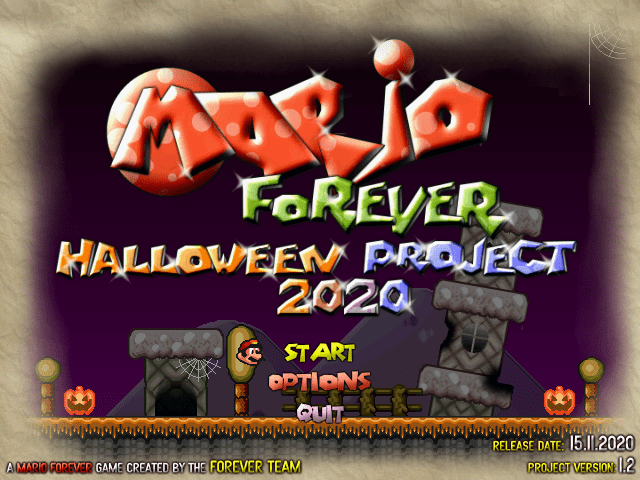 MARIO
FOREVER
HALLOWEEN PROJECT
2020
START
OPTIONS
QUIT
RELEASE DATE: 15.11.2020
A MARIO FOREVER GAME CREATED BY THE FOREVER TEAM
PROJECT VERSION: 1.2